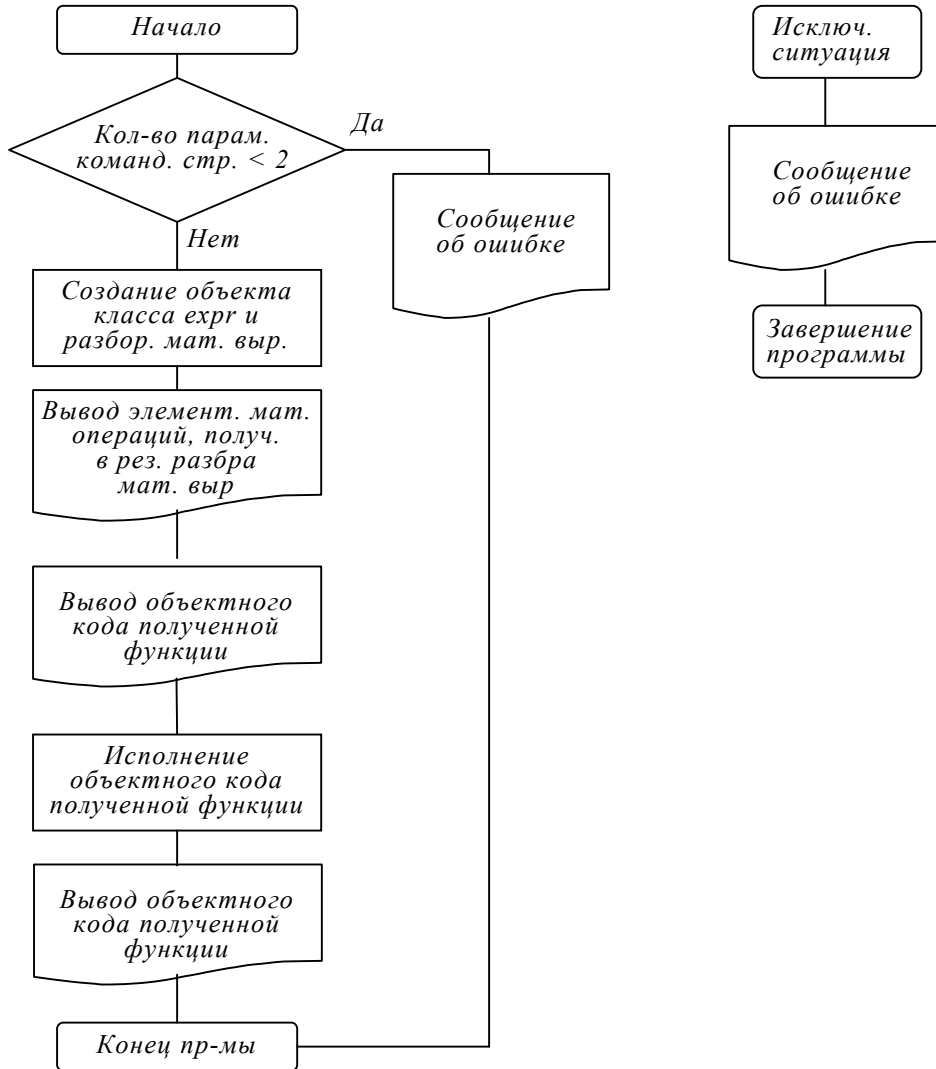 Начало
Кол-во парам.
команд. стр. < 2
Да
Сообщение
об ошибке
Нет
Создание объекта
класса expr и
разбор. мат. выр.
Вывод элемент. мат.
операций, получ.
в рез. разбра
мат. выр
Вывод объектного
кода полученной
функции
Исполнение
объектного кода
полученной функции
Вывод объектного
кода полученной
функции
Конец пр-мы
Исключ.
ситуация
Сообщение
об ошибке
Завершение
программы